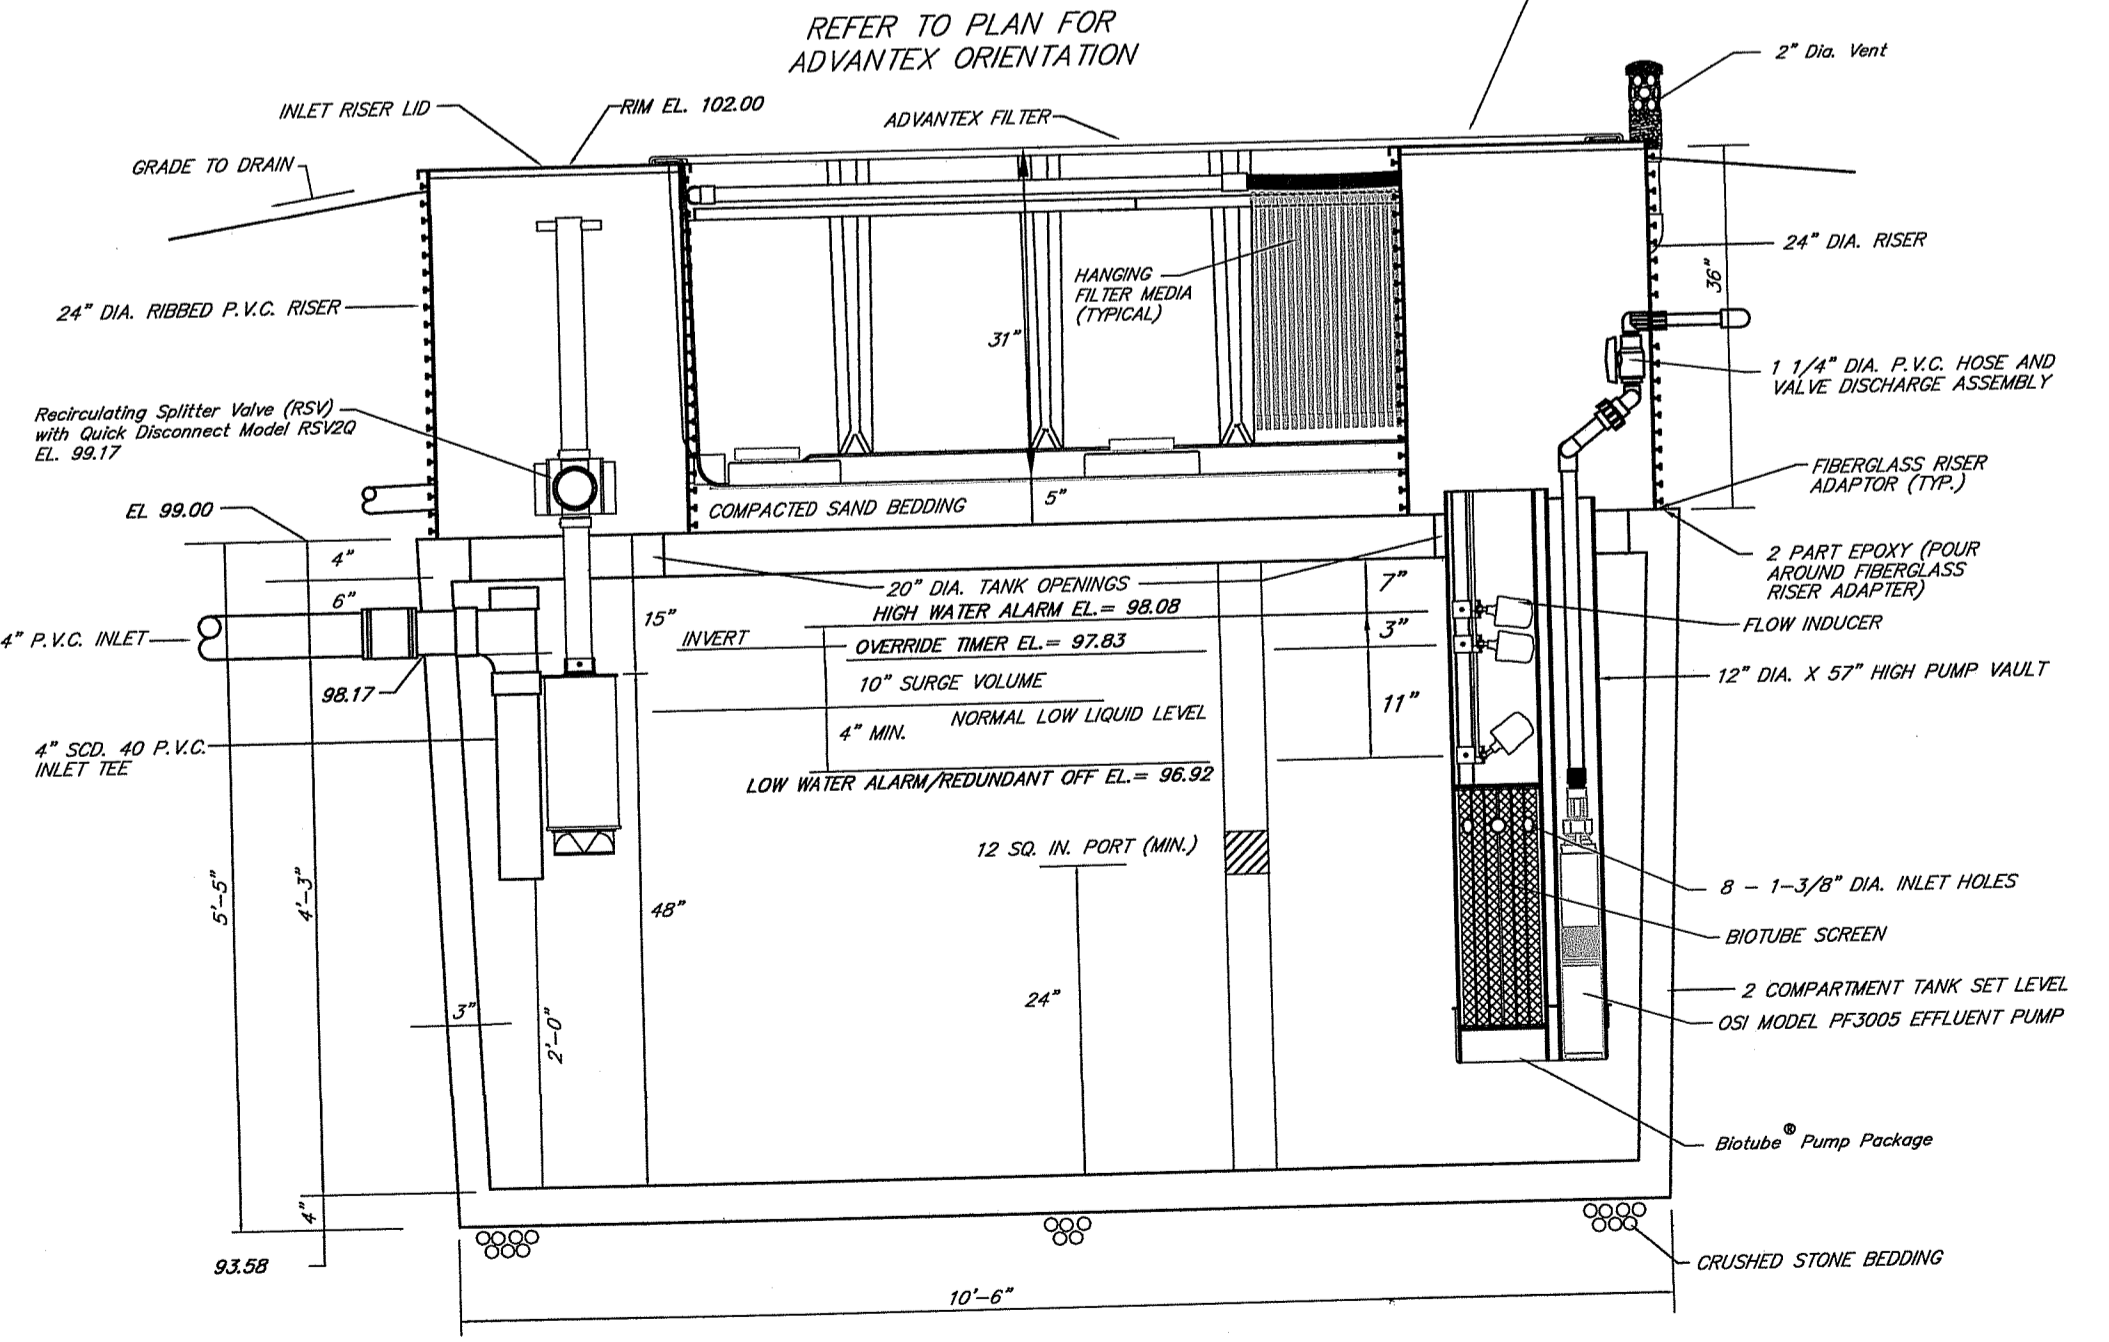 REFER TO PLAN FOR
ADVANTEX ORIENTATION
2" Dia. Vent
INLET RISER LID
RIM EL. 102.00
ADVANTEX FILTER
GRADE TO DRAIN
24" DIA. RISER
36"
HANGING
FILTER MEDIA
(TYPICAL)
24" DIA. RIBBED P.V.C. RISER
31"
1 1/4" DIA. P.V.C. HOSE AND
VALVE DISCHARGE ASSEMBLY
Recirculating Splitter Valve (RSV)
with Quick Disconnect Model RSV2Q
EL. 99.17
FIBERGLASS RISER
ADAPTOR (TYP.)
EL 99.00
COMPACTED SAND BEDDING
5"
2 PART EPOXY (POUR
AROUND FIBERGLASS
RISER ADAPTER)
4"
20" DIA. TANK OPENINGS
7"
6"
15"
HIGH WATER ALARM EL.= 98.08
3"
FLOW INDUCER
4" P.V.C. INLET
INVERT
OVERRIDE TIMER EL.= 97.83
98.17
10" SURGE VOLUME
11"
12" DIA. X 57" HIGH PUMP VAULT
NORMAL LOW LIQUID LEVEL
4" MIN.
4" SCD. 40 P.V.C.
INLET TEE
LOW WATER ALARM/REDUNDANT OFF EL.= 96.92
12 SQ. IN. PORT (MIN.)
8 - 1-3/8" DIA. INLET HOLES
5'-5"
4'-3"
48"
BIOTUBE SCREEN
24"
3"
2'-0"
2 COMPARTMENT TANK SET LEVEL
OSI MODEL PF3005 EFFLUENT PUMP
Biotube® Pump Package
4"
93.58
CRUSHED STONE BEDDING
10'-6"